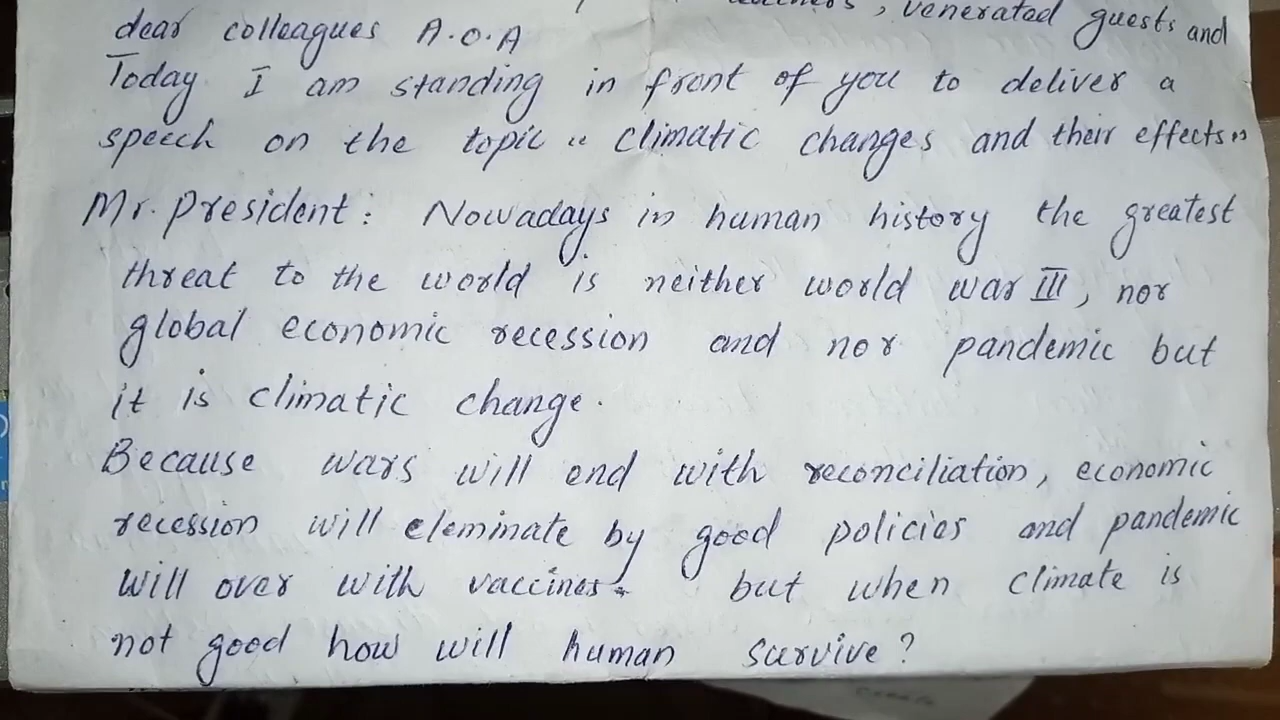 , venerated guests and
dear colleagues A.O.A
Today I am standing in front of you to deliver a
speech on the topic " climatic changes and their effects "
Mr. president : Nowadays in human history the greatest
threat to the world is neither world war III, nor
global economic recession and nor pandemic but
it is climatic change.
Because wars will end with reconciliation, economic
recession will eleminate by good policies and pandemic
will over with vaccines. but when climate is
not good how will human survive?